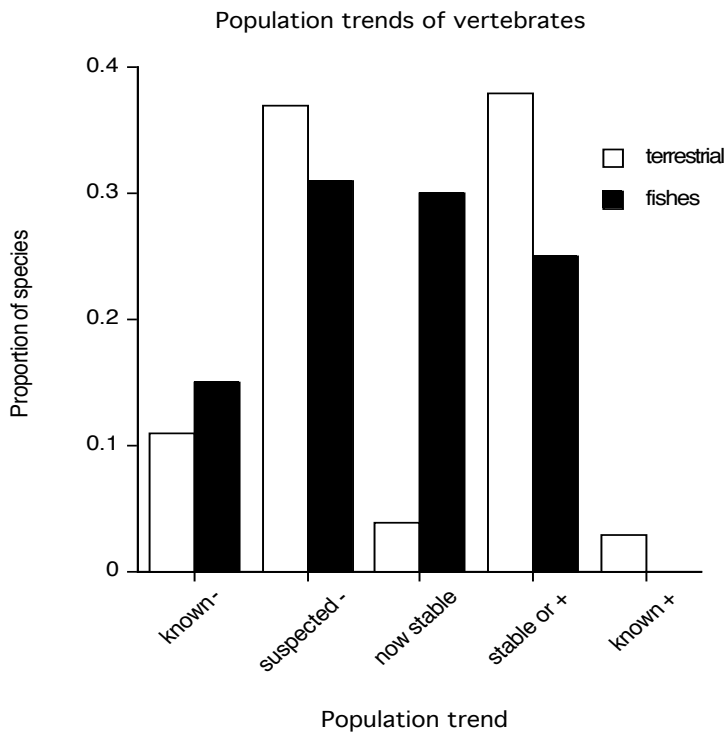 Population trends of vertebrates
0.4
0.3
0.2
0.1
0
Proportion of species
terrestrial
fishes
known-
suspected -
now stable
stable or +
known +
Population trend